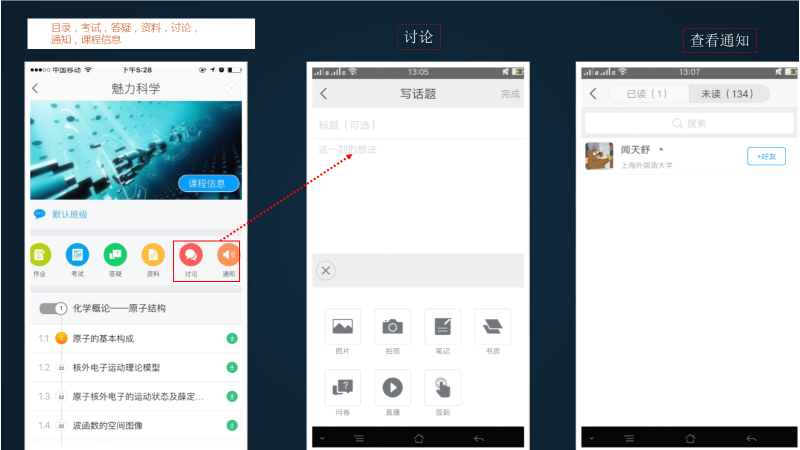 目录，考试，答疑，资料，讨论，
通知，课程信息
讨论
查看通知
中国移动
下午5:28
魅力科学
课程信息
默认班级
作业
考试
答疑
资料
讨论
通知
1
化学概论——原子结构
1.1
原子的基本构成
1.2
核外电子运动理论模型
1.3
原子核外电子的运动状态及薛定...
1.4
波函数的空间图像
13:05
写话题
完成
标题（可选）
这一刻的想法
图片
拍照
笔记
书房
问卷
直播
签到
13:07
已读（1）
未读（134）
搜索
闻天舒
上海外国语大学
+好友